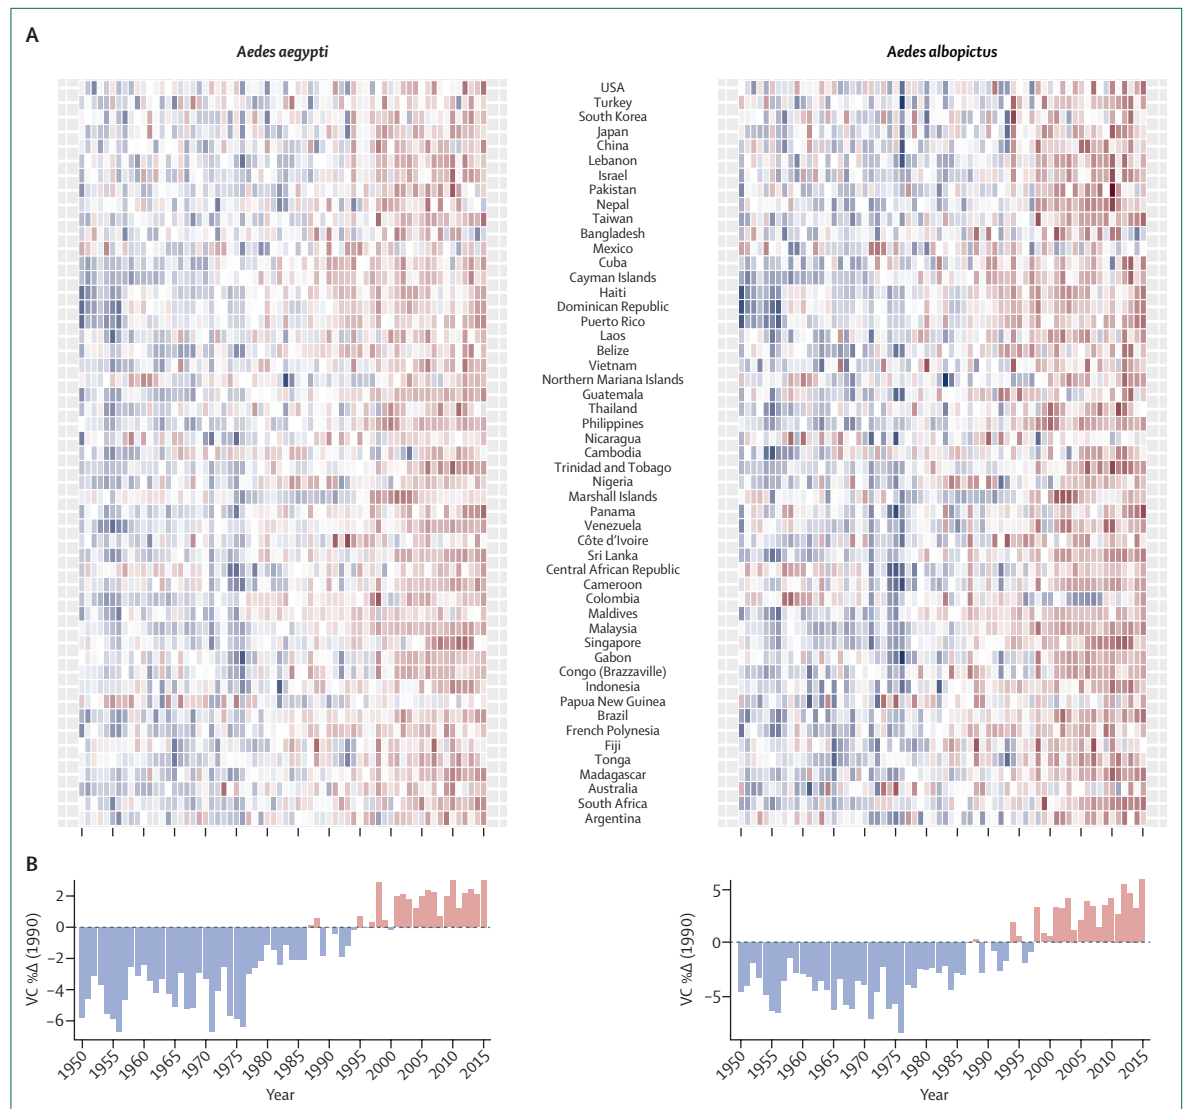 A
Aedes aegypti
Aedes albopictus
USA
Turkey
South Korea
Japan
China
Lebanon
Israel
Pakistan
Nepal
Taiwan
Bangladesh
Mexico
Cuba
Cayman Islands
Haiti
Dominican Republic
Puerto Rico
Laos
Belize
Vietnam
Northern Mariana Islands
Guatemala
Thailand
Philippines
Nicaragua
Cambodia
Trinidad and Tobago
Nigeria
Marshall Islands
Panama
Venezuela
Côte d'Ivoire
Sri Lanka
Central African Republic
Cameroon
Colombia
Maldives
Malaysia
Singapore
Gabon
Congo (Brazzaville)
Indonesia
Papua New Guinea
Brazil
French Polynesia
Fiji
Tonga
Madagascar
Australia
South Africa
Argentina
B
VC %Δ (1990)
2
0
−2
−4
−6
1950
1955
1960
1965
1970
1975
1980
1985
1990
1995
2000
2005
2010
2015
Year
VC %Δ (1990)
5
0
−5
1950
1955
1960
1965
1970
1975
1980
1985
1990
1995
2000
2005
2010
2015
Year